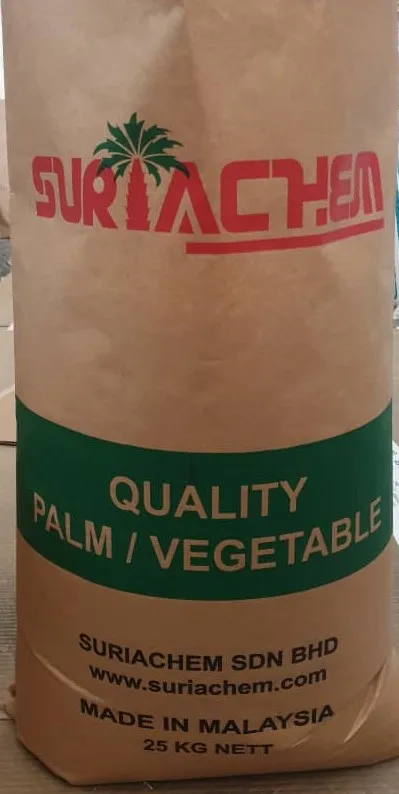 SURIACHEM
QUALITY
PALM / VEGETABLE
SURIACHEM SDN BHD
www.suriachem.com
MADE IN MALAYSIA
25 KG NETT